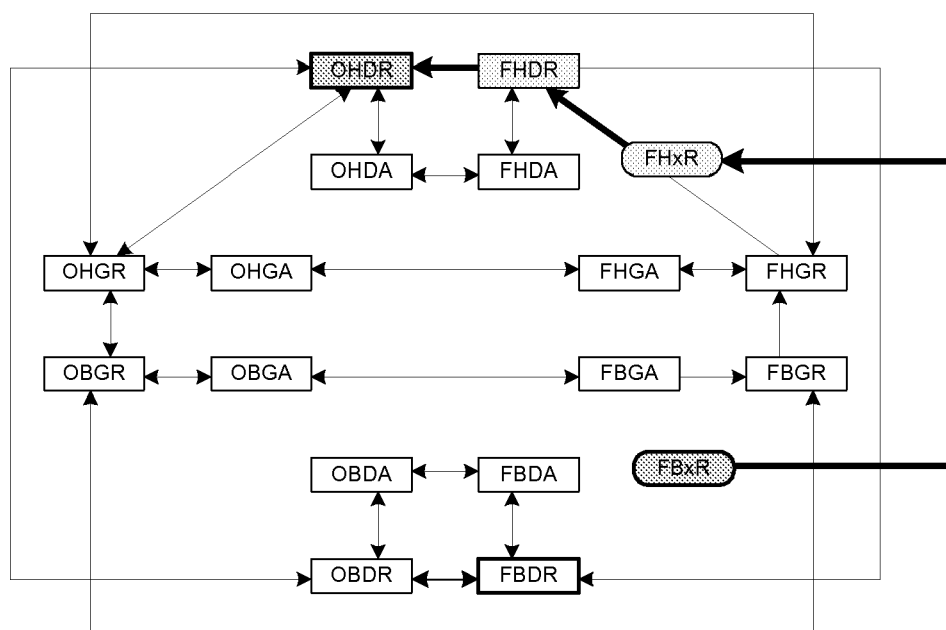 OHDR FHDR
FHxR
OHDA FHDA
OHGR OHGA FHGA FHGR
OBGR OBGA FBGA FBGR
OBDA FBDA FBxR
OBDR FBDR